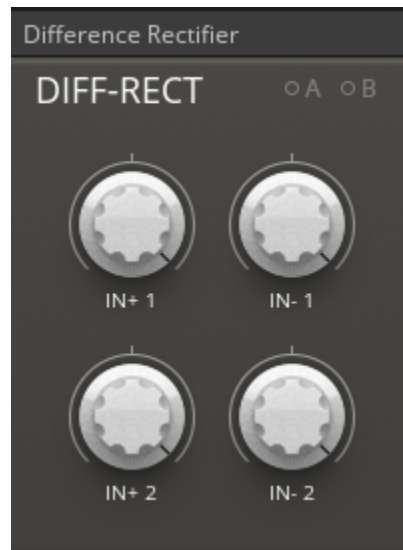 Difference Rectifier
DIFF-RECT A B
IN+ 1 IN- 1
IN+ 2 IN- 2